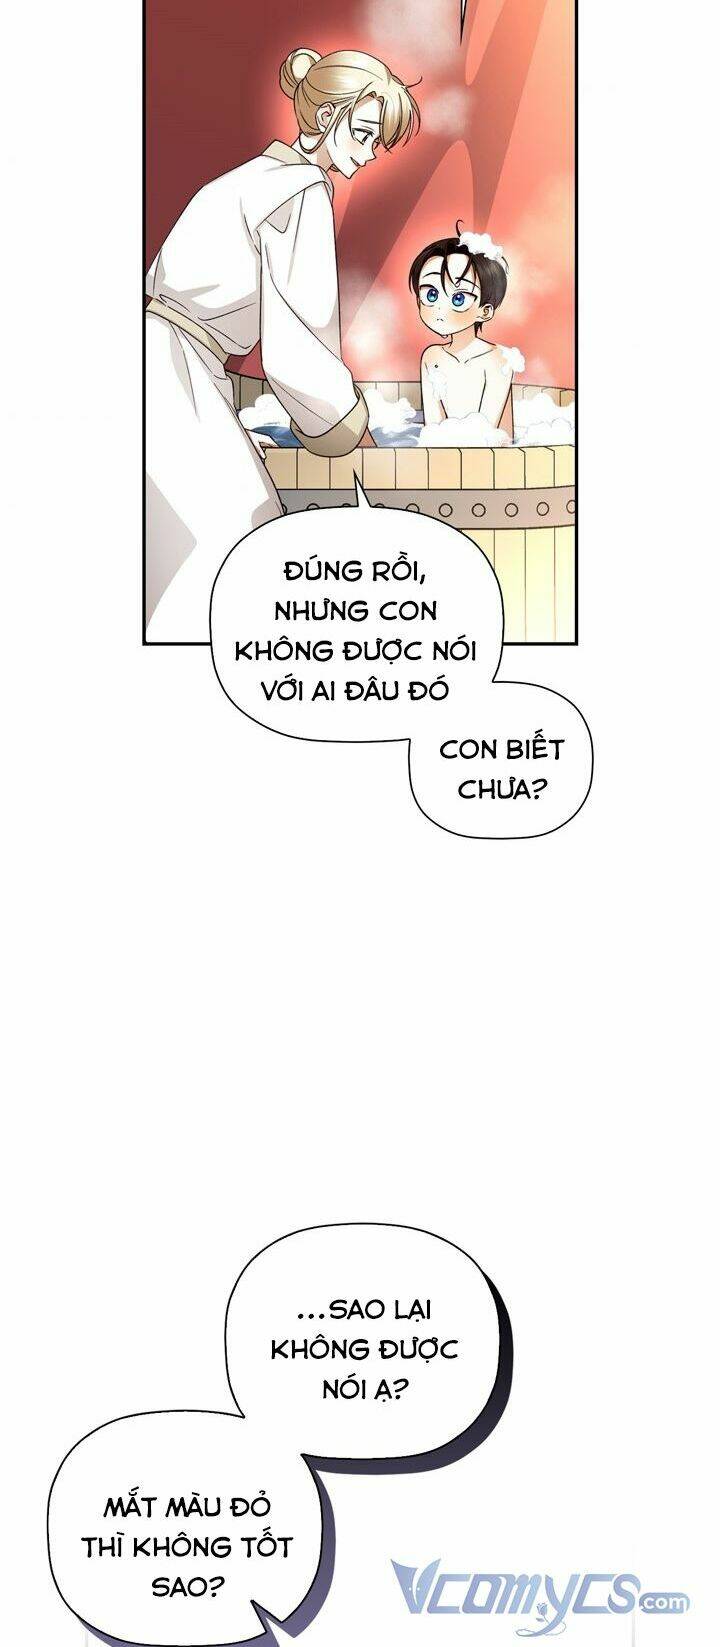 ĐÚNG RỒI,
NHƯNG CON
KHÔNG ĐƯỢC NÓI
VỚI AI ĐÂU ĐÓ
CON BIẾT
CHƯA?
...SAO LẠI
KHÔNG ĐƯỢC
NÓI Ạ?
MẮT MÀU ĐỎ
THÌ KHÔNG TỐT
SAO?
VCOMYCS.com